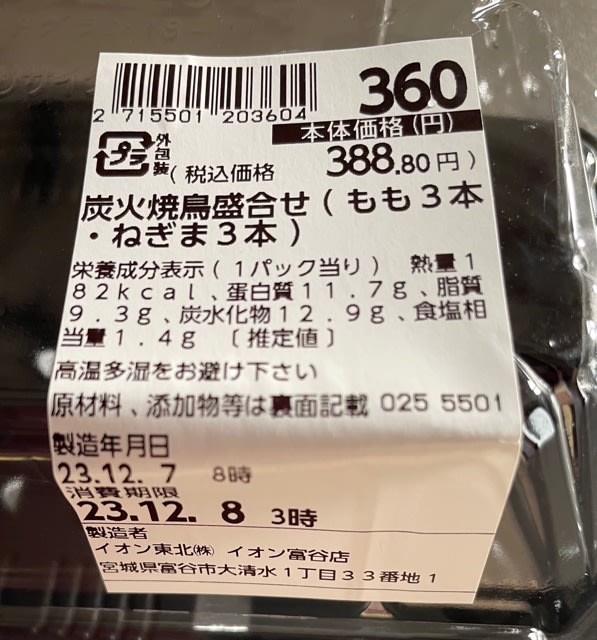 2 715501 203604
360
本体価格(円)
プラ
外包装
(税込価格 388.80円)
炭火焼鳥盛合せ(もも3本
・ねぎま3本)
栄養成分表示(1パック当り) 熱量1
82kcal、蛋白質11.7g、脂質
9.3g、炭水化物12.9g、食塩相
当量1.4g 〔推定値〕
高温多湿をお避け下さい
原材料、添加物等は裏面記載 025 5501
製造年月日
23.12. 7 8時
消費期限
23.12. 8 3時
製造者
イオン東北㈱ イオン富谷店
宮城県富谷市大清水1丁目33番地1